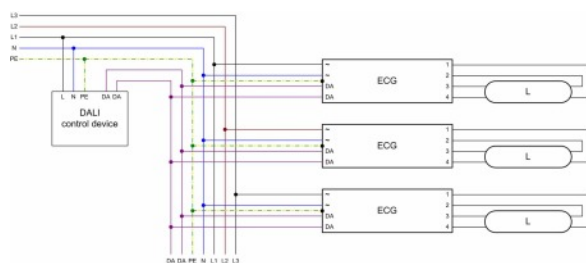 L3
L2
L1
N
PE
L N PE DA DA
DALI
control device
~
~
DA
DA
ECG
1
2
3
4
L
~
~
DA
DA
ECG
1
2
3
4
L
~
~
DA
DA
ECG
1
2
3
4
L
DA DA PE N L1 L2 L3